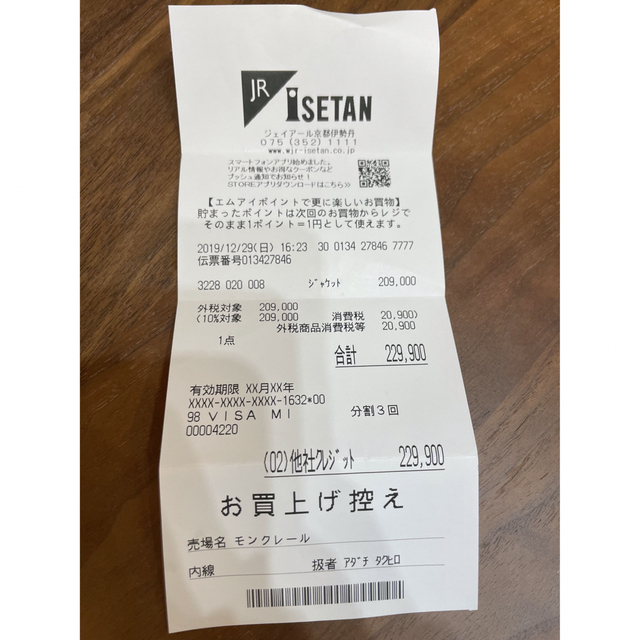 JR iSETAN
ジェイアール京都伊勢丹
075 (352) 1111
www.wjr-isetan.co.jp
スマートフォンアプリ始めました。
リアル情報やお得なクーポンなど
プッシュ通知でお知らせ!
STOREアプリダウンロードはこちら≫
【エムアイポイントで更に楽しいお買物】
貯まったポイントは次回のお買物からレジで
そのまま1ポイント=1円として使えます。
2019/12/29(日) 16:23 30 0134 27846 7777
伝票番号013427846
3228 020 008 ジャケット 209,000
外税対象 209,000
(10%対象 209,000 消費税 20,900)
外税商品消費税等 20,900
1点
合計 229,900
有効期限 XX月XX年
XXXX-XXXX-XXXX-1632*00
98 VISA MI 分割3回
00004220
(02)他社クレジット 229,900
お買上げ控え
売場名 モンクレール
内線 扱者 アダチ タクヒロ